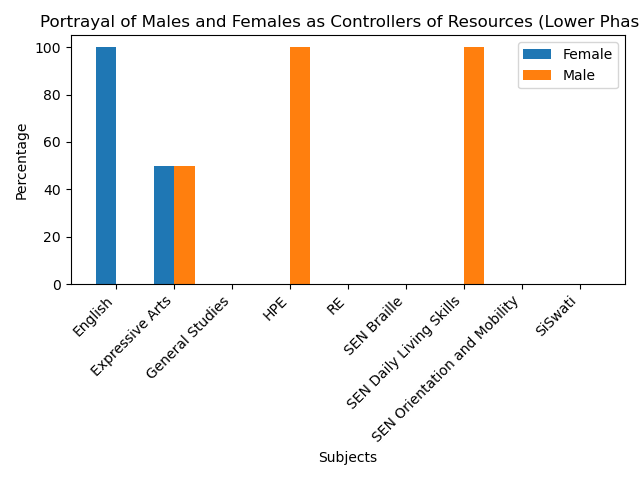 Portrayal of Males and Females as Controllers of Resources (Lower Phas
Female
Male
Percentage
100
80
60
40
20
0
English
Expressive Arts
General Studies
HPE
RE
SEN Braille
SEN Daily Living Skills
SEN Orientation and Mobility
SiSwati
Subjects